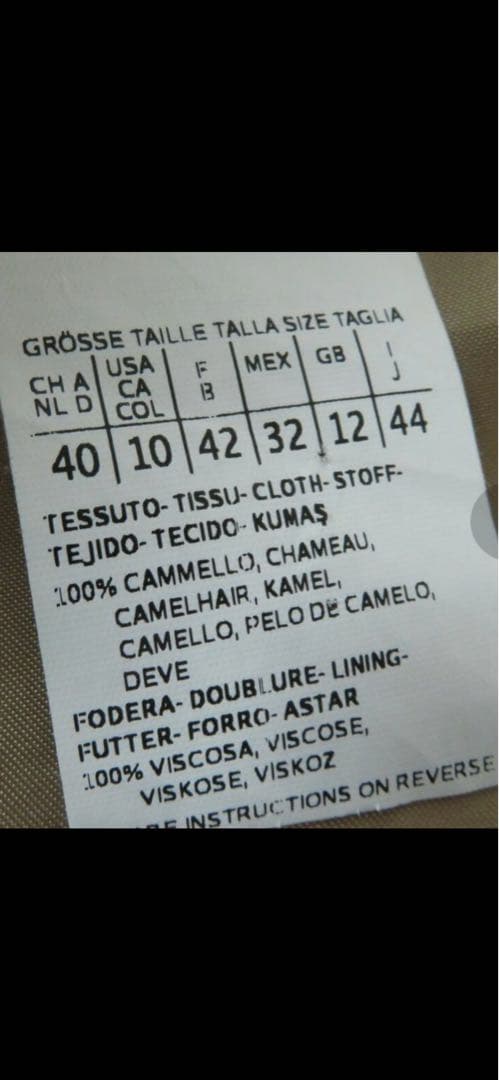 GRÖSSE TAILLE TALLA SIZE TAGLIA
CH A USA F MEX GB I
NL D CA B J
COL
40 10 42 32 12 44
TESSUTO- TISSU- CLOTH- STOFF-
TEJIDO- TECIDO- KUMAŞ
100% CAMMELLO, CHAMEAU,
CAMELHAIR, KAMEL,
CAMELLO, PELO DE CAMELO,
DEVE
FODERA- DOUBLURE- LINING-
FUTTER- FORRO- ASTAR
100% VISCOSA, VISCOSE,
VISKOSE, VISKOZ
INSTRUCTIONS ON REVERSE